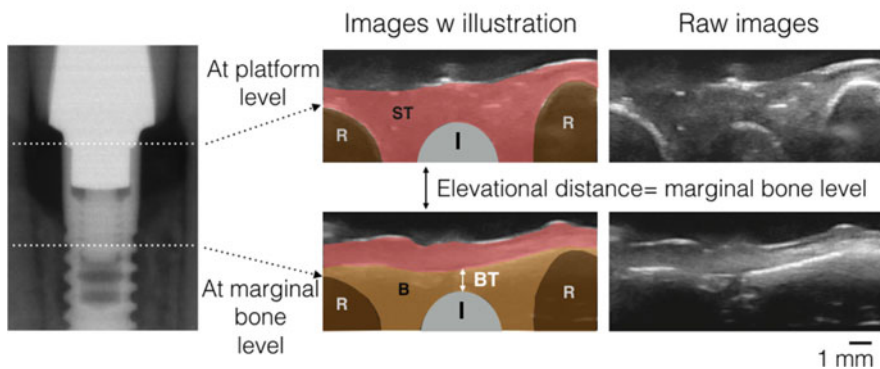 Images w illustration
Raw images
At platform
level
ST
R
I
R
Elevational distance= marginal bone level
At marginal
bone
level
B
BT
R
I
R
1 mm